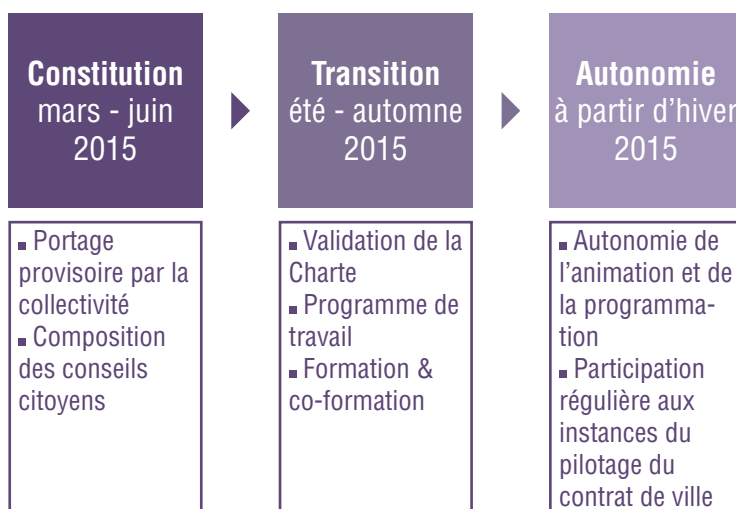 Constitution
mars - juin
2015
Transition
été - automne
2015
Autonomie
à partir d'hiver
2015
▪ Portage
provisoire par la
collectivité
▪ Composition
des conseils
citoyens
▪ Validation de la
Charte
▪ Programme de
travail
▪ Formation &
co-formation
▪ Autonomie de
l'animation et de
la programma-
tion
▪ Participation
régulière aux
instances du
pilotage du
contrat de ville